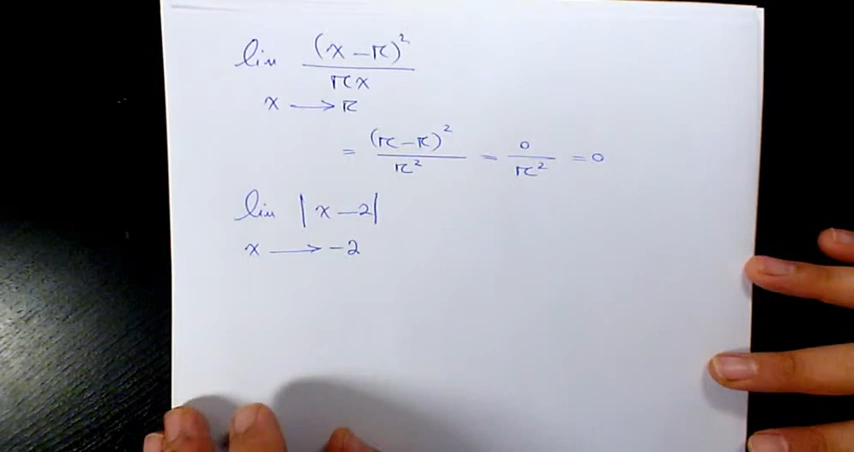 lim (x - π)² / πx
x → π
= (π - π)² / π² = 0 / π² = 0
lim |x - 2|
x → -2